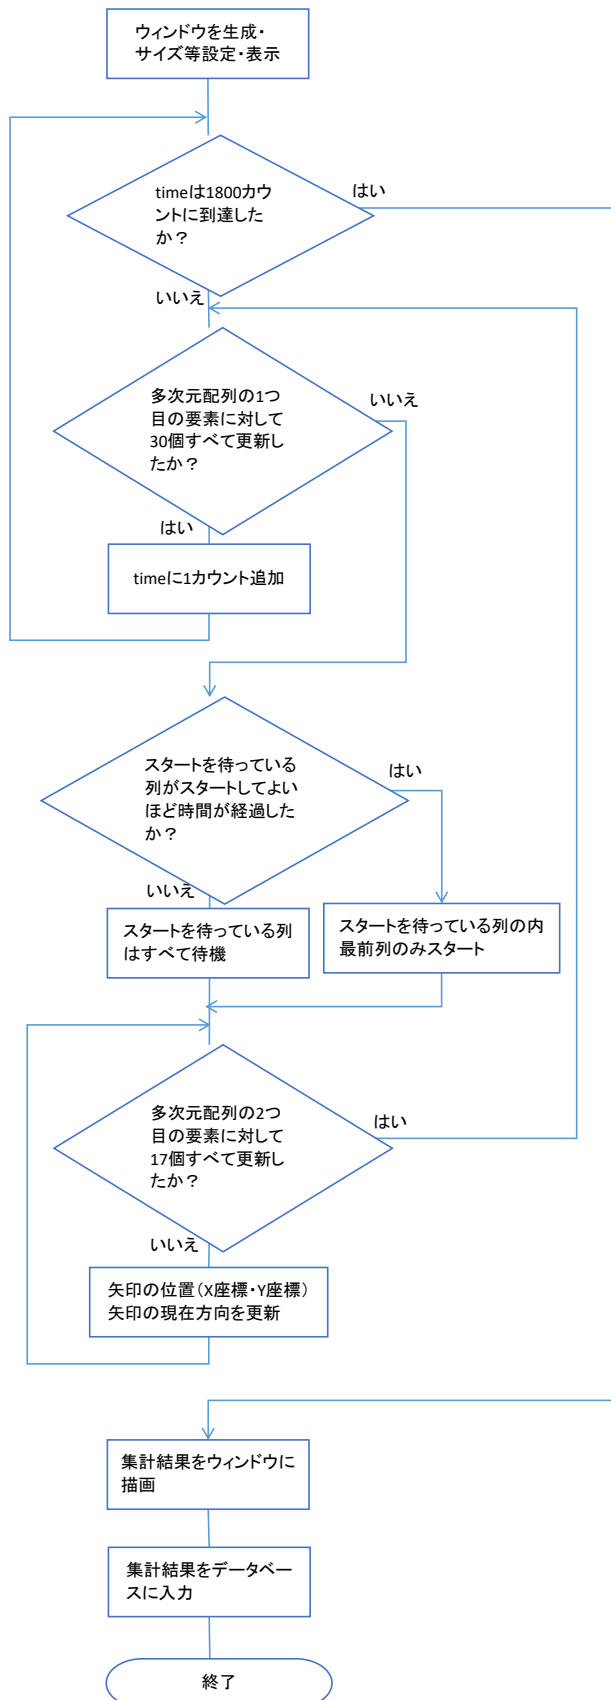 ウィンドウを生成・
サイズ等設定・表示
timeは1800カウ
ントに到達した
か？
はい
いいえ
多次元配列の1つ
目の要素に対して
30個すべて更新し
たか？
いいえ
はい
timeに1カウント追加
スタートを待っている
列がスタートしてよい
ほど時間が経過した
か？
はい
いいえ
スタートを待っている列
はすべて待機
スタートを待っている列の内
最前列のみスタート
多次元配列の2つ
目の要素に対して
17個すべて更新し
たか？
はい
いいえ
矢印の位置（X座標・Y座標）
矢印の現在方向を更新
集計結果をウィンドウに
描画
集計結果をデータベー
スに入力
終了